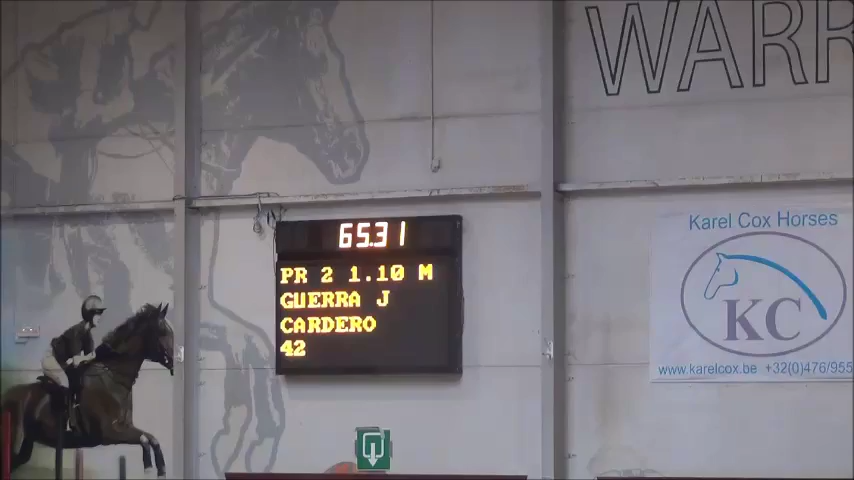 WARR
65.31
PR 2 1.10 M
GUERRA J
CARDERO
42
Karel Cox Horses
KC
www.karelcox.be +32(0)476/955